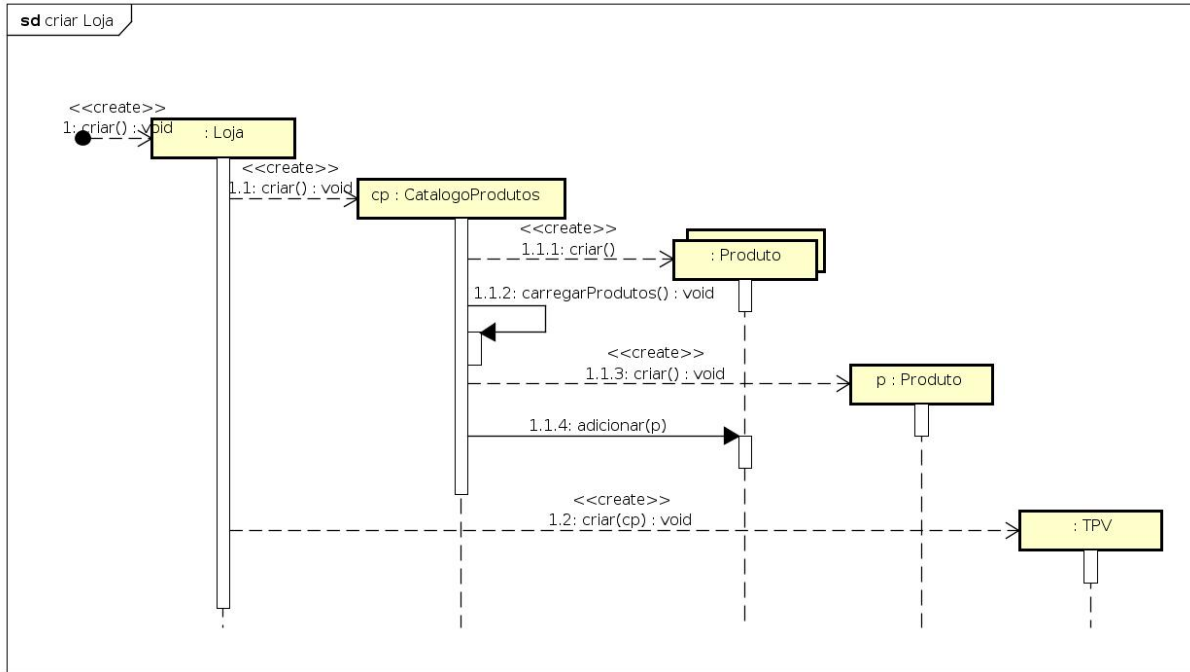 sd criar Loja
<<create>>
1: criar() : void
: Loja
<<create>>
1.1: criar() : void
cp : CatalogoProdutos
<<create>>
1.1.1: criar()
: Produto
1.1.2: carregarProdutos() : void
<<create>>
1.1.3: criar() : void
p : Produto
1.1.4: adicionar(p)
<<create>>
1.2: criar(cp) : void
: TPV